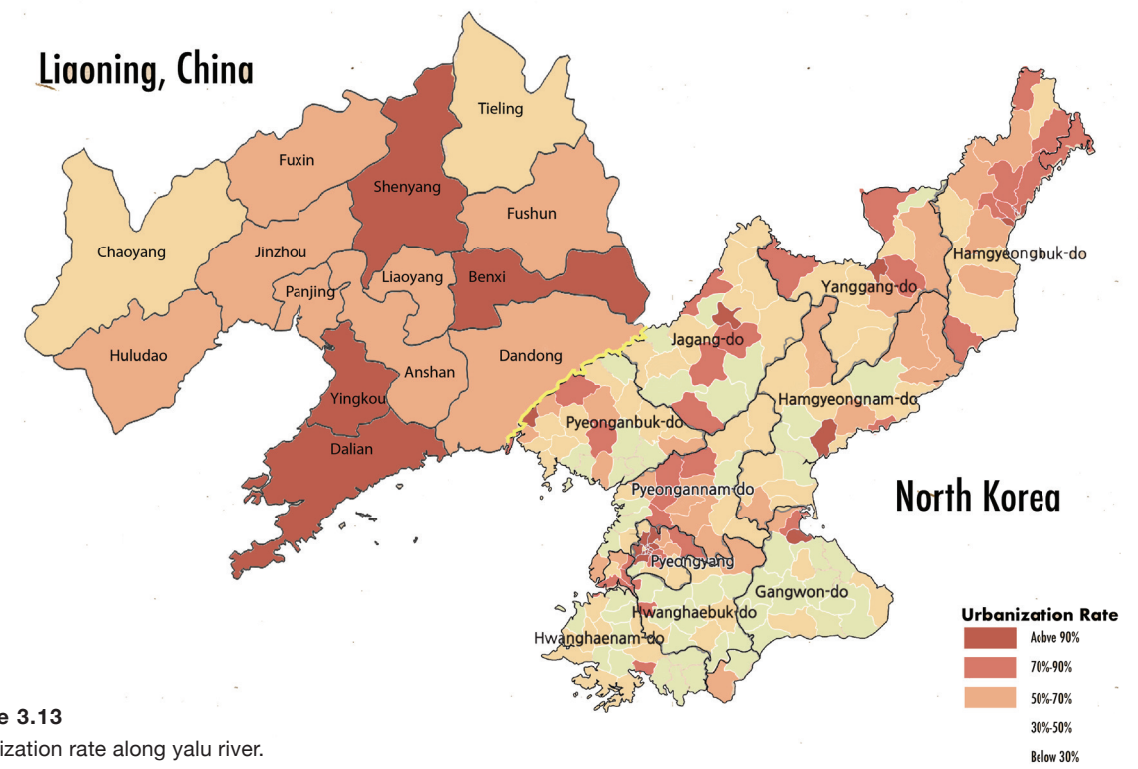 Liaoning, China
Tieling
Fuxin
Shenyang
Fushun
Chaoyang
Jinzhou
Liaoyang
Benxi
Panjing
Huludao
Dandong
Anshan
Yingkou
Dalian
Hamgyeongbuk-do
Yanggang-do
Jagang-do
Hamgyeongnam-do
Pyeonganbuk-do
Pyeongannam-do
North Korea
Pyeongyang
Gangwon-do
Hwanghaebuk-do
Hwanghaenam-do
Urbanization Rate
Aobve 90%
70%-90%
50%-70%
30%-50%
Below 30%
e 3.13
ization rate along yalu river.